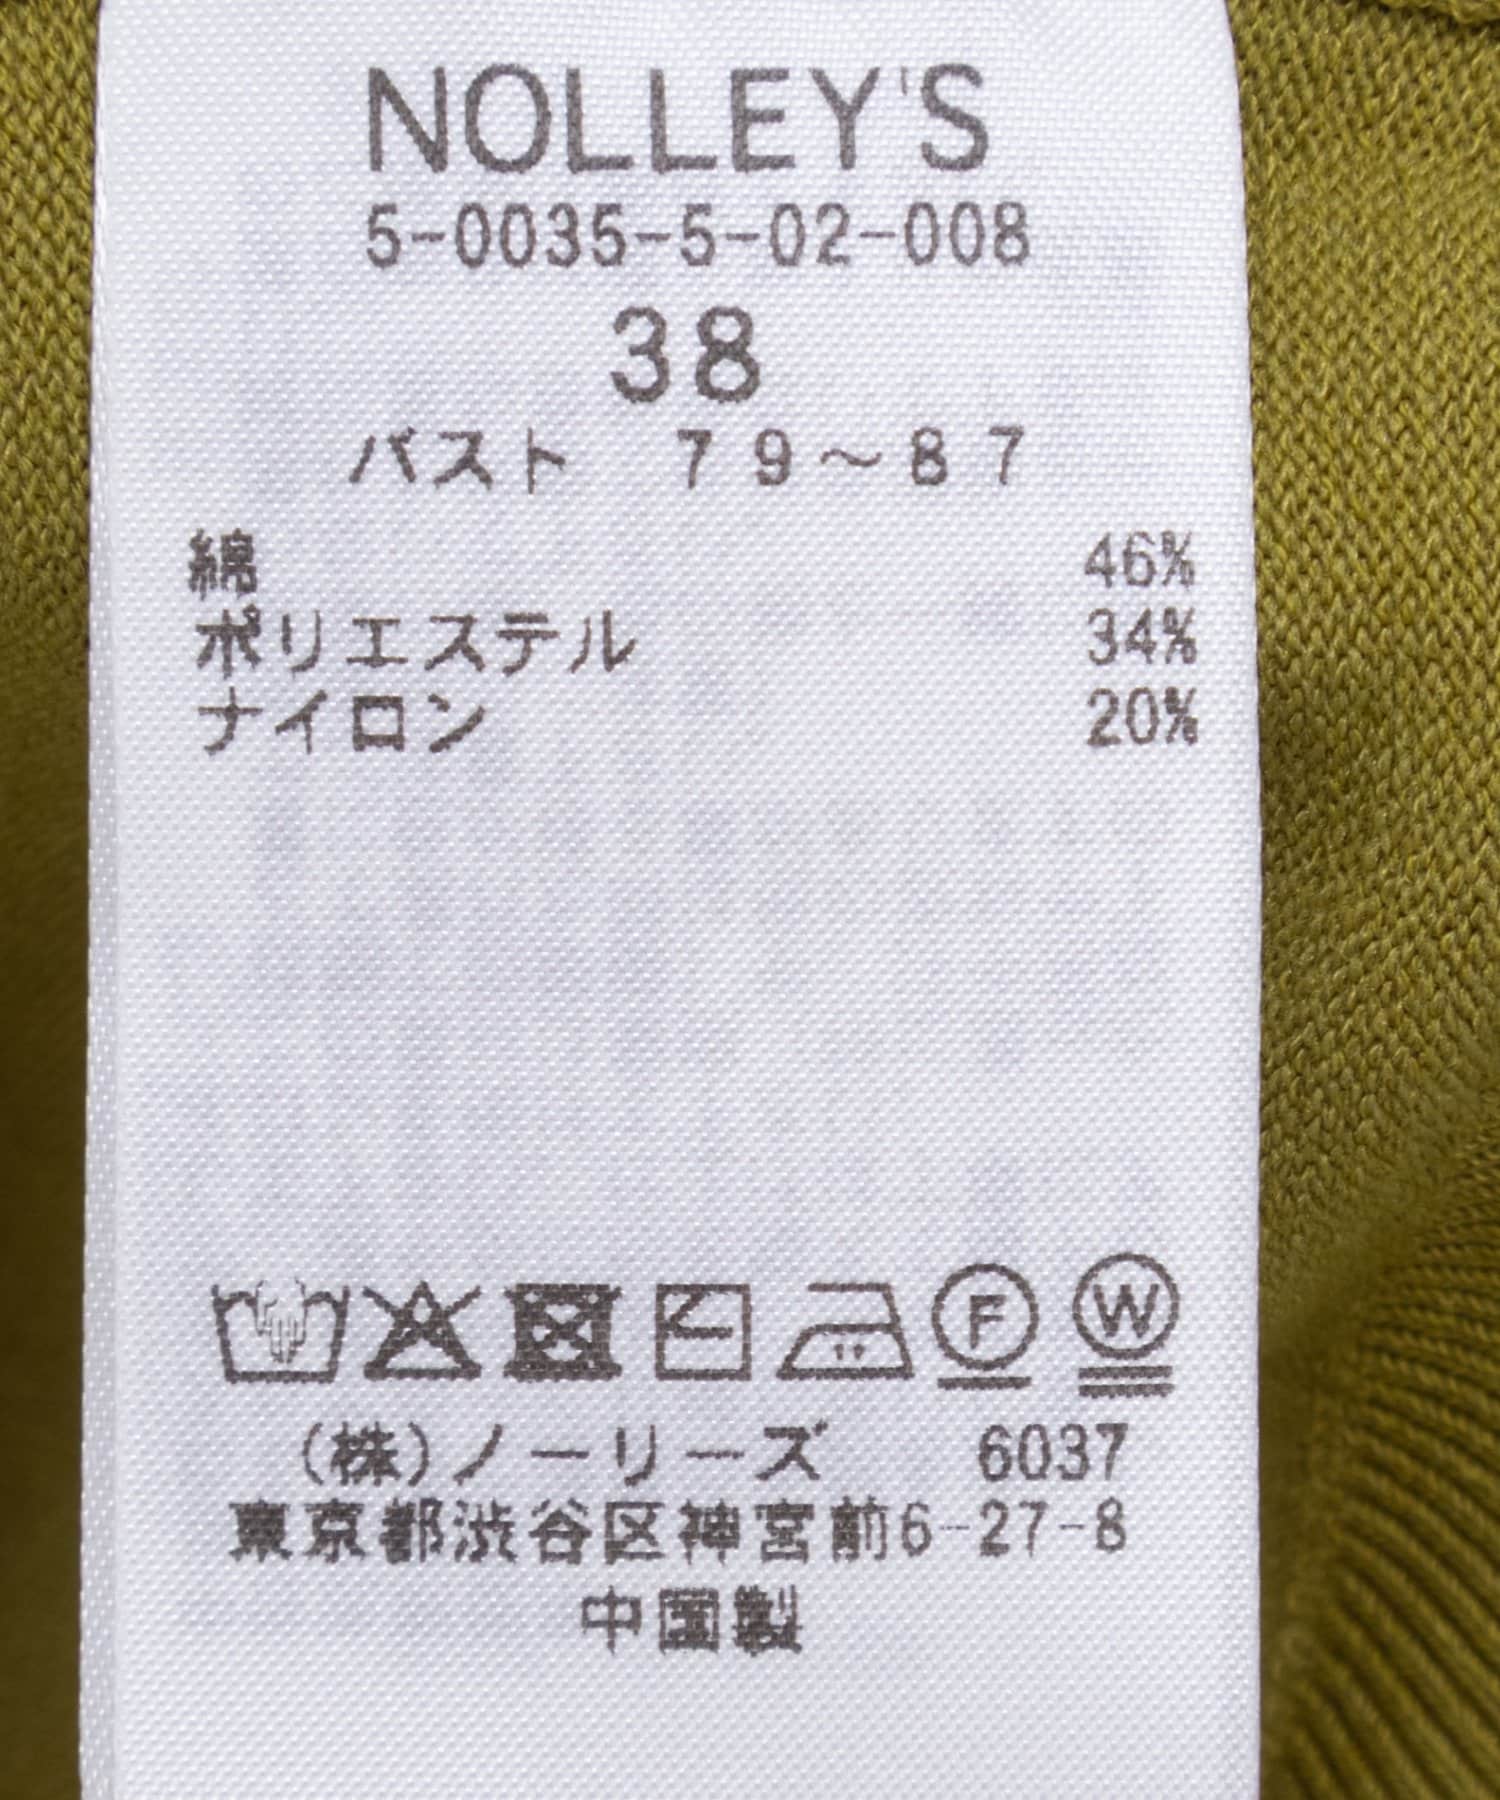 NOLLEY'S
5-0035-5-02-008
38
バスト 79～87
綿 46%
ポリエステル 34%
ナイロン 20%
F W
(株)ノーリーズ 6037
東京都渋谷区神宮前6-27-8
中国製